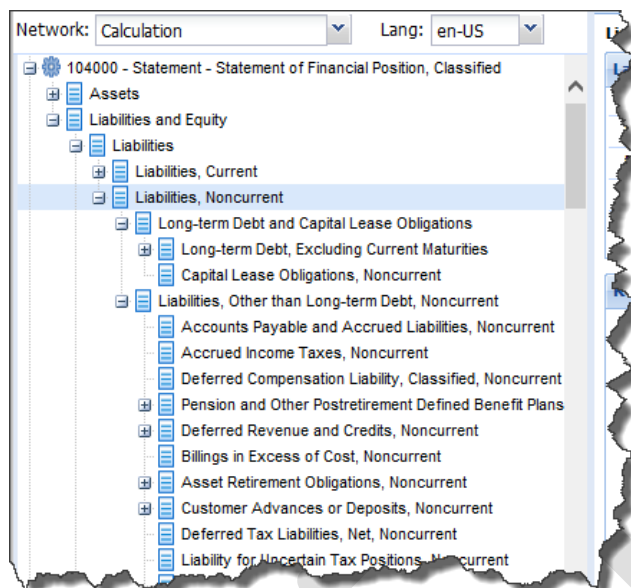 Network: Calculation Lang: en-US
104000 - Statement - Statement of Financial Position, Classified
Assets
Liabilities and Equity
Liabilities
Liabilities, Current
Liabilities, Noncurrent
Long-term Debt and Capital Lease Obligations
Long-term Debt, Excluding Current Maturities
Capital Lease Obligations, Noncurrent
Liabilities, Other than Long-term Debt, Noncurrent
Accounts Payable and Accrued Liabilities, Noncurrent
Accrued Income Taxes, Noncurrent
Deferred Compensation Liability, Classified, Noncurrent
Pension and Other Postretirement Defined Benefit Plans
Deferred Revenue and Credits, Noncurrent
Billings in Excess of Cost, Noncurrent
Asset Retirement Obligations, Noncurrent
Customer Advances or Deposits, Noncurrent
Deferred Tax Liabilities, Net, Noncurrent
Liability for Uncertain Tax Positions, Noncurrent